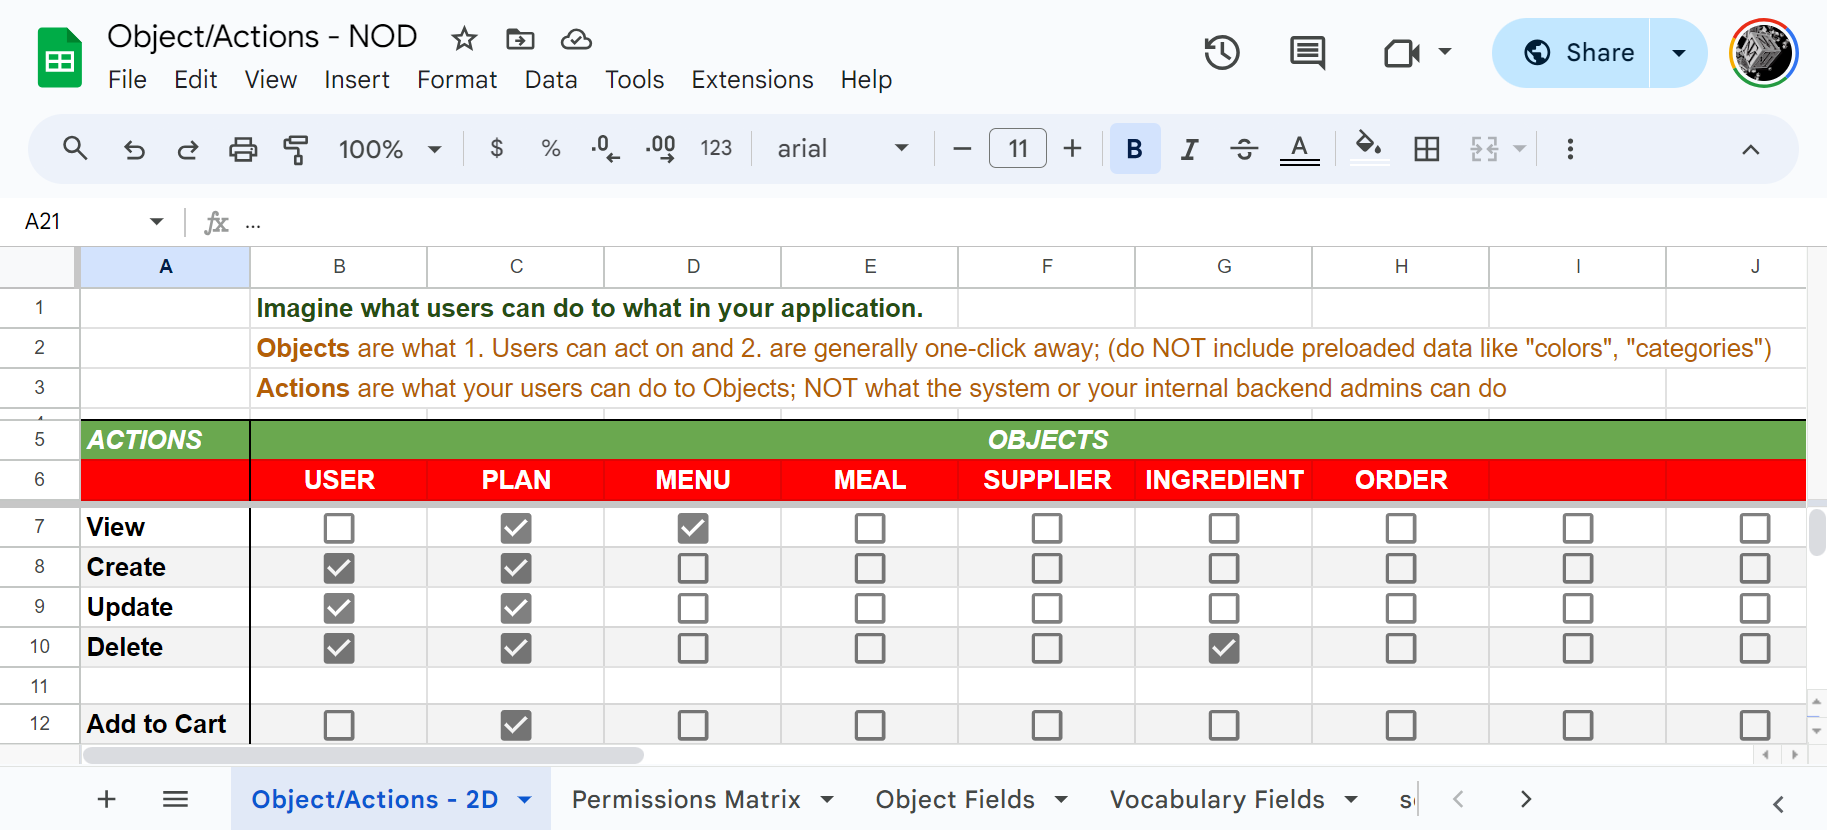 Object/Actions - NOD
File Edit View Insert Format Data Tools Extensions Help
Share
100% $ % .0 .00 123 arial 11 B I S A
A21 fx ...
A B C D E F G H I J
1 Imagine what users can do to what in your application.
2 Objects are what 1. Users can act on and 2. are generally one-click away; (do NOT include preloaded data like "colors", "categories")
3 Actions are what your users can do to Objects; NOT what the system or your internal backend admins can do
5 ACTIONS OBJECTS
6 USER PLAN MENU MEAL SUPPLIER INGREDIENT ORDER
7 View
8 Create
9 Update
10 Delete
11
12 Add to Cart
Object/Actions - 2D Permissions Matrix Object Fields Vocabulary Fields